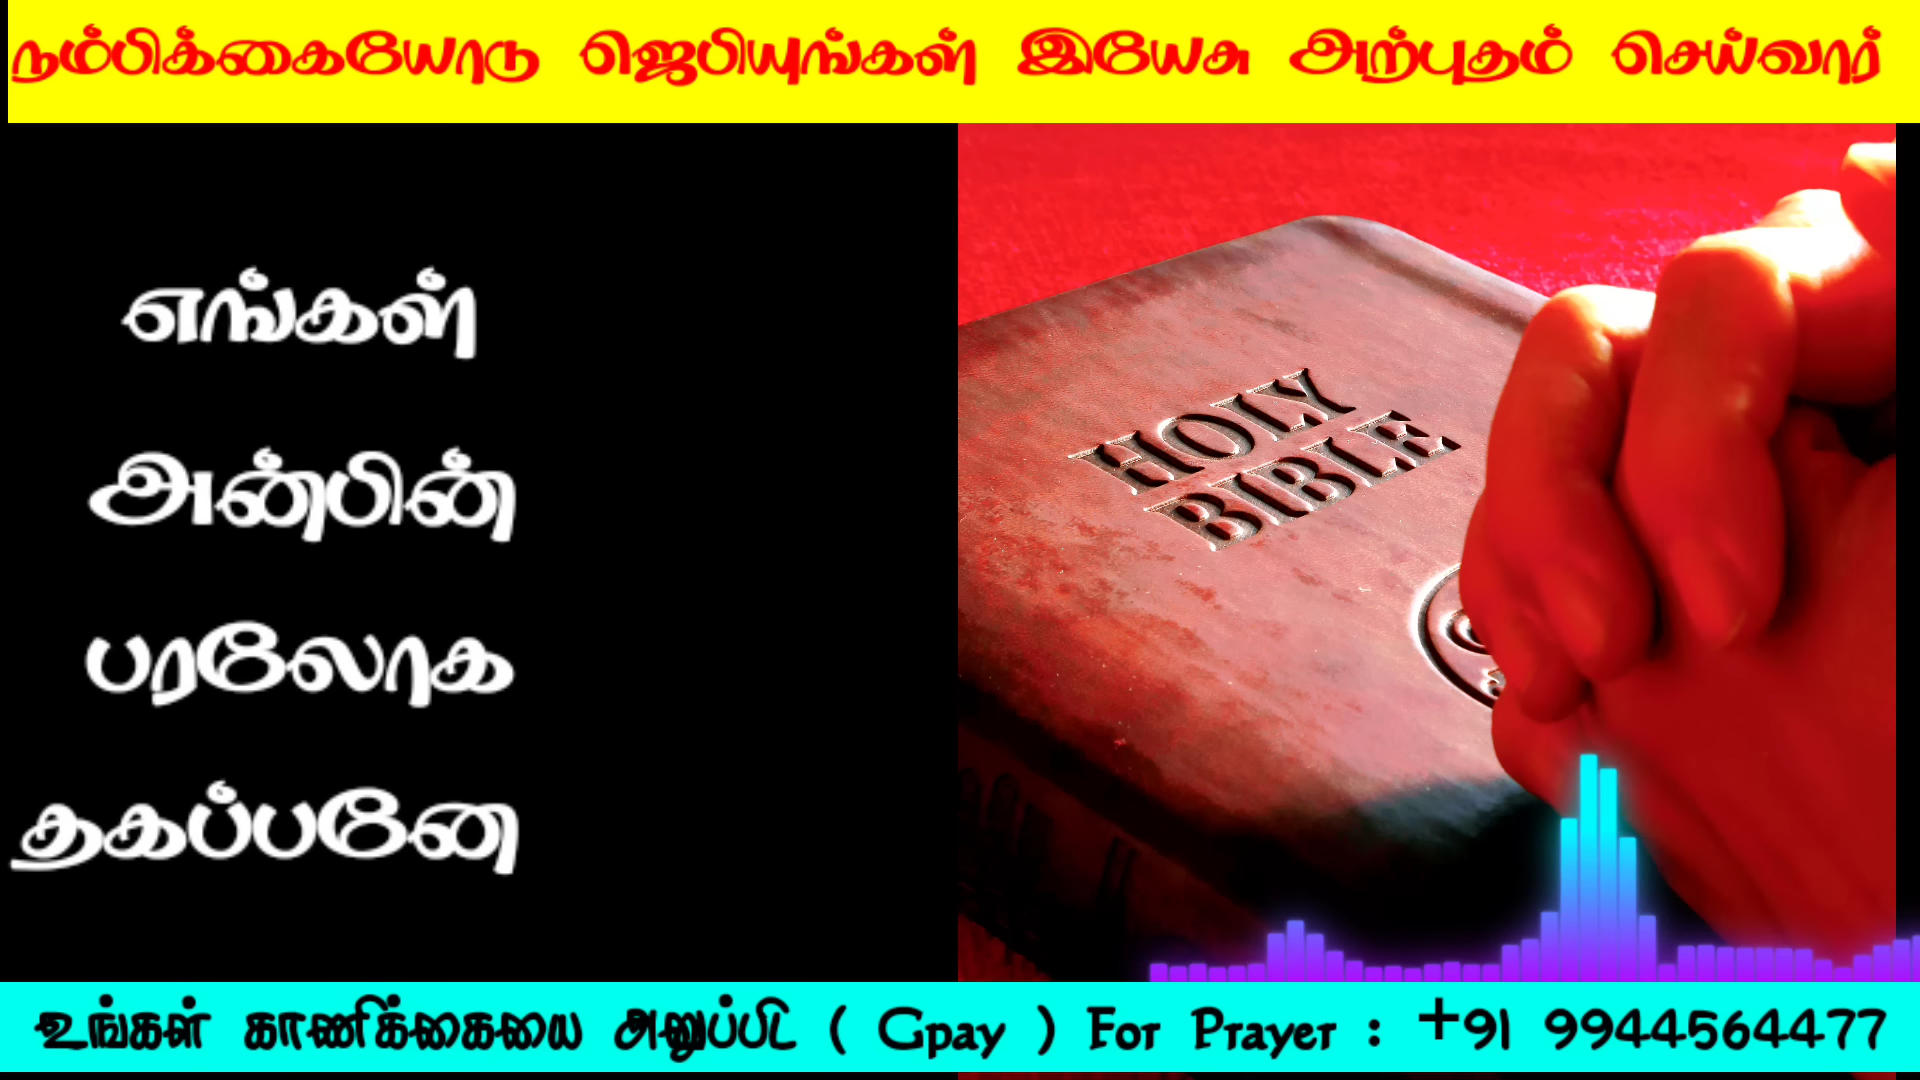 நம்பிக்கையோடு ஜெபியுங்கள் இயேசு அற்புதம் செய்வார்
எங்கள்
அன்பின்
பரலோக
தகப்பனே
HOLY
BIBLE
உங்கள் காணிக்கையை அனுப்பிட ( Gpay ) For Prayer : +91 9944564477